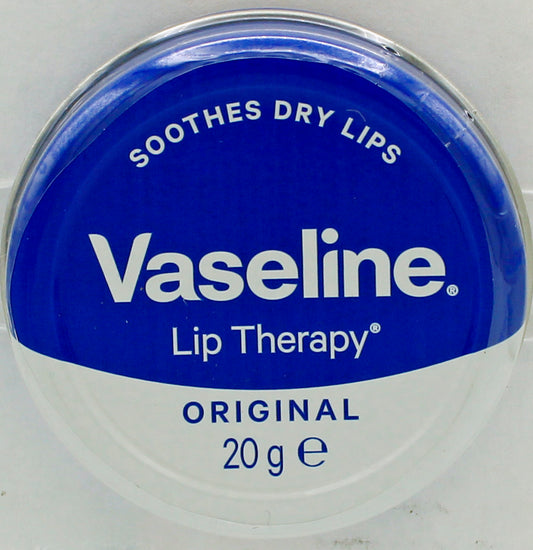 SOOTHES DRY LIPS
Vaseline®
Lip Therapy®
ORIGINAL
20 g ℮